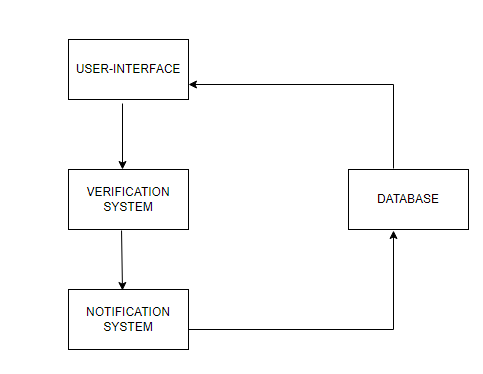 USER-INTERFACE
VERIFICATION
SYSTEM
DATABASE
NOTIFICATION
SYSTEM